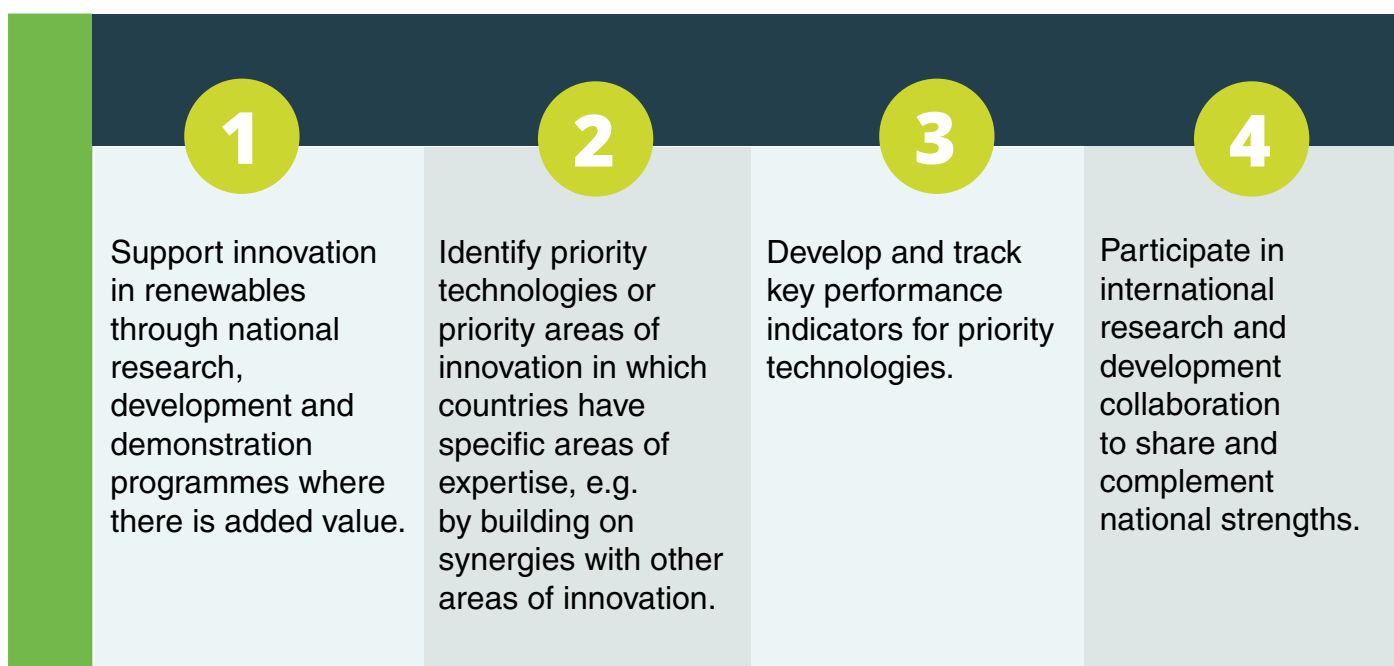 1
Support innovation
in renewables
through national
research,
development and
demonstration
programmes where
there is added value.
2
Identify priority
technologies or
priority areas of
innovation in which
countries have
specific areas of
expertise, e.g.
by building on
synergies with other
areas of innovation.
3
Develop and track
key performance
indicators for priority
technologies.
4
Participate in
international
research and
development
collaboration
to share and
complement
national strengths.